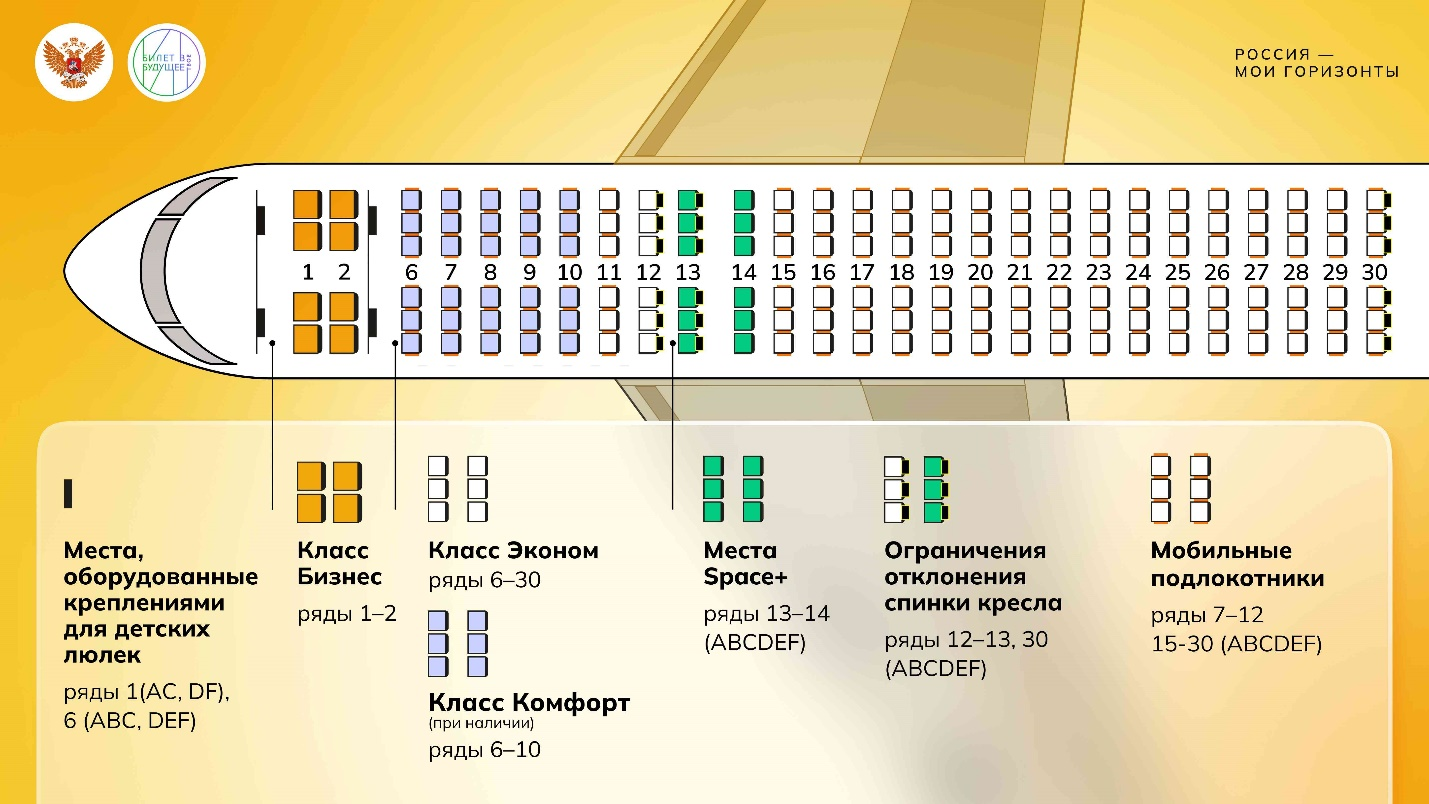 БИЛЕТ В
БУДУЩЕЕ
РОССИЯ —
МОИ ГОРИЗОНТЫ
1 2 6 7 8 9 10 11 12 13 14 15 16 17 18 19 20 21 22 23 24 25 26 27 28 29 30
Места,
оборудованные
креплениями
для детских
люлек
ряды 1(AC, DF),
6 (ABC, DEF)
Класс
Бизнес
ряды 1–2
Класс Эконом
ряды 6–30
Класс Комфорт
(при наличии)
ряды 6–10
Места
Space+
ряды 13–14
(ABCDEF)
Ограничения
отклонения
спинки кресла
ряды 12–13, 30
(ABCDEF)
Мобильные
подлокотники
ряды 7–12
15-30 (ABCDEF)